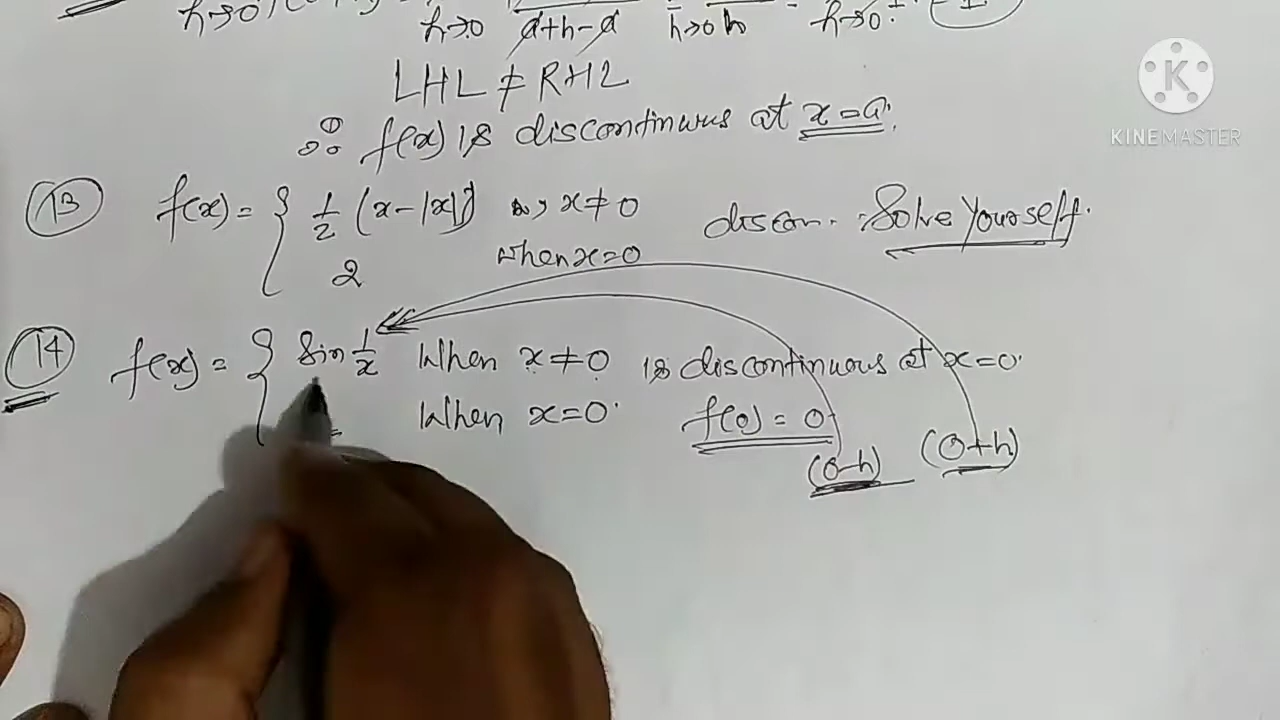 h→0 h→0 a+h-a h→0 h h→0
LHL ≠ RHL
∴ f(x) is discontinuous at x=a.
KINEMASTER
13 f(x) = { 1/2 (x-|x|) , x≠0 discon. Solve Yourself.
2 when x=0
14 f(x) = { Sin 1/x When x≠0 is discontinuous at x=0.
When x=0. f(0) = 0
(0-h) (0+h)